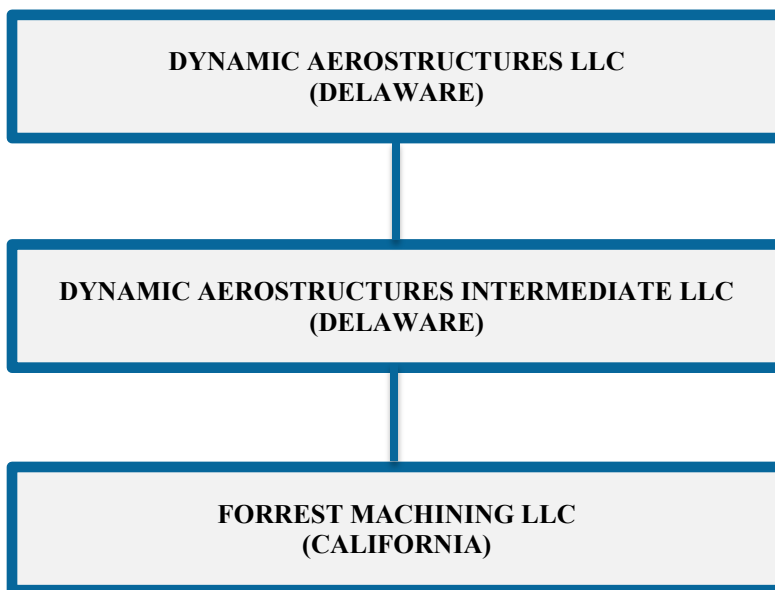 DYNAMIC AEROSTRUCTURES LLC
(DELAWARE)
DYNAMIC AEROSTRUCTURES INTERMEDIATE LLC
(DELAWARE)
FORREST MACHINING LLC
(CALIFORNIA)